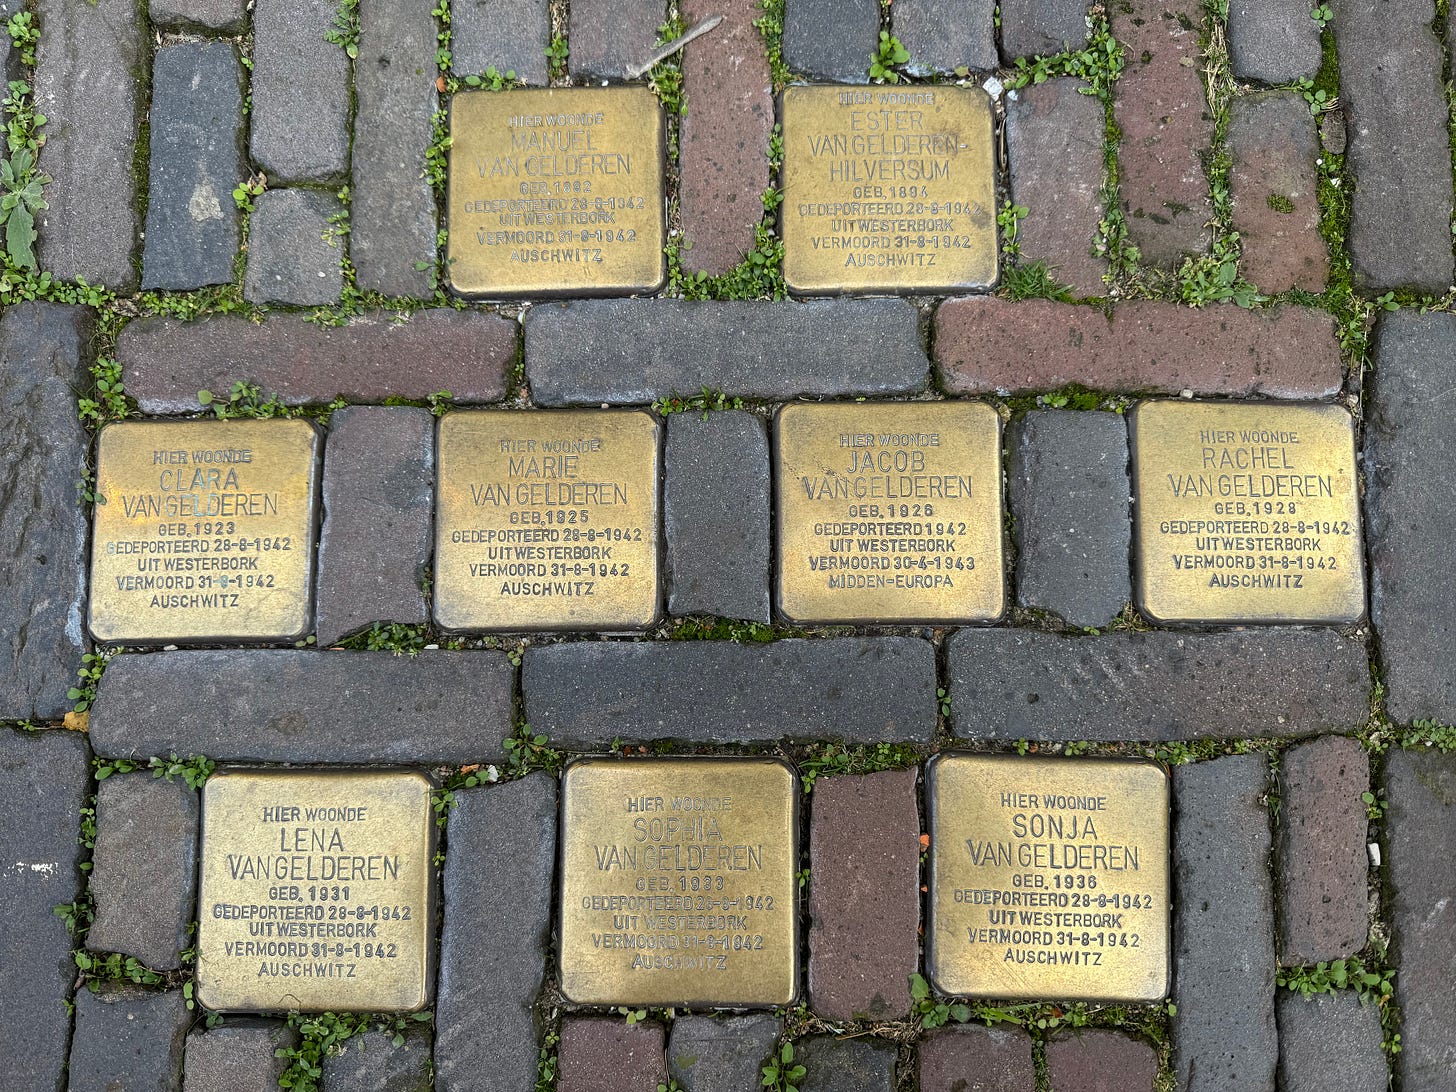 HIER WOONDE
MANUEL
VAN GELDEREN
GEB. 1892
GEDEPORTEERD 28-8-1942
UIT WESTERBORK
VERMOORD 31-8-1942
AUSCHWITZ
HIER WOONDE
ESTER
VAN GELDEREN-
HILVERSUM
GEB. 1894
GEDEPORTEERD 28-8-1942
UIT WESTERBORK
VERMOORD 31-8-1942
AUSCHWITZ
HIER WOONDE
CLARA
VAN GELDEREN
GEB. 1923
GEDEPORTEERD 28-8-1942
UIT WESTERBORK
VERMOORD 31-8-1942
AUSCHWITZ
HIER WOONDE
MARIE
VAN GELDEREN
GEB. 1925
GEDEPORTEERD 28-8-1942
UIT WESTERBORK
VERMOORD 31-8-1942
AUSCHWITZ
HIER WOONDE
JACOB
VAN GELDEREN
GEB. 1926
GEDEPORTEERD 1942
UIT WESTERBORK
VERMOORD 30-4-1943
MIDDEN-EUROPA
HIER WOONDE
RACHEL
VAN GELDEREN
GEB. 1928
GEDEPORTEERD 28-8-1942
UIT WESTERBORK
VERMOORD 31-8-1942
AUSCHWITZ
HIER WOONDE
LENA
VAN GELDEREN
GEB. 1931
GEDEPORTEERD 28-8-1942
UIT WESTERBORK
VERMOORD 31-8-1942
AUSCHWITZ
HIER WOONDE
SOPHIA
VAN GELDEREN
GEB. 1933
GEDEPORTEERD 28-8-1942
UIT WESTERBORK
VERMOORD 31-8-1942
AUSCHWITZ
HIER WOONDE
SONJA
VAN GELDEREN
GEB. 1936
GEDEPORTEERD 28-8-1942
UIT WESTERBORK
VERMOORD 31-8-1942
AUSCHWITZ